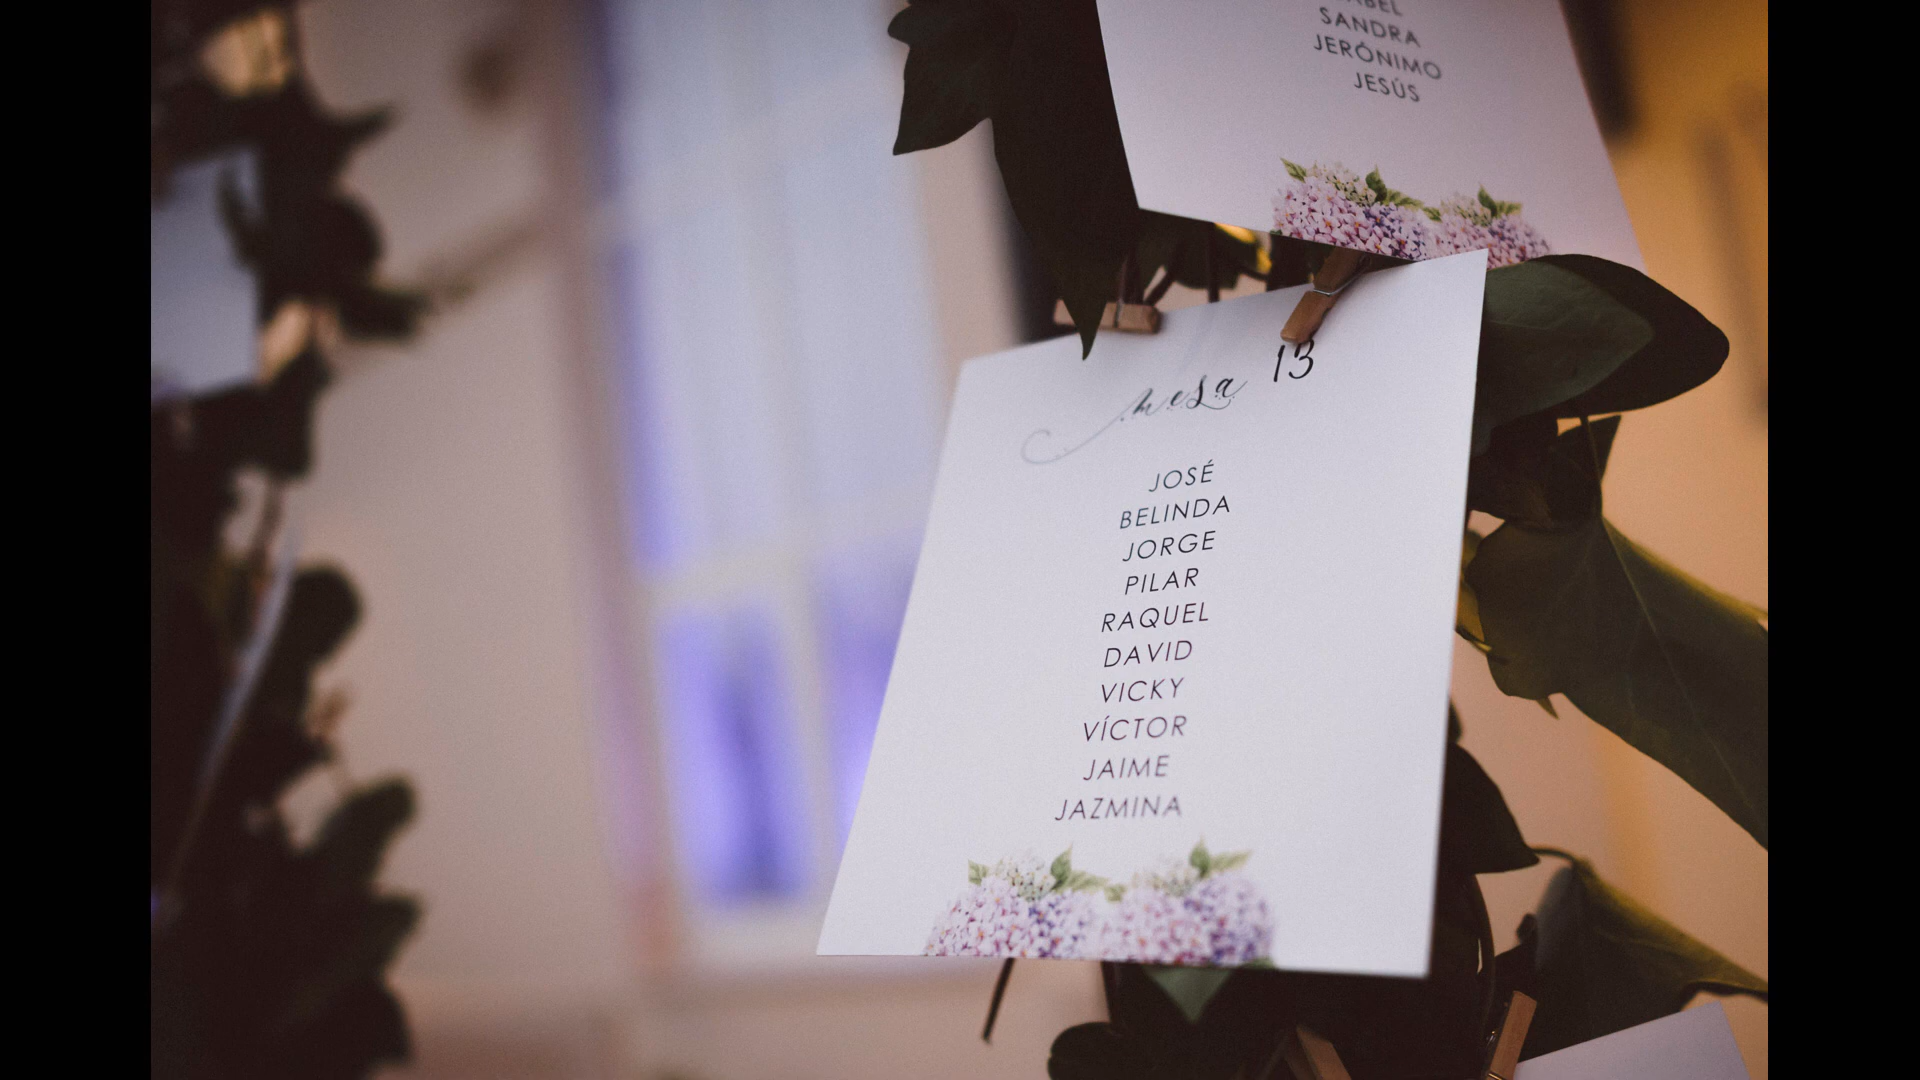 SANDRA
JERÓNIMO
JESÚS
mesa 13
JOSÉ
BELINDA
JORGE
PILAR
RAQUEL
DAVID
VICKY
VÍCTOR
JAIME
JAZMINA